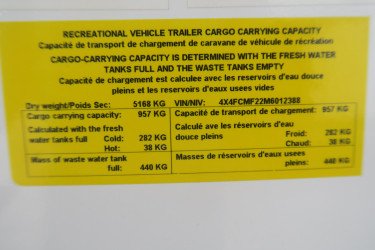 RECREATIONAL VEHICLE TRAILER CARGO CARRYING CAPACITY
Capacité de transport de chargement de caravane de véhicule de récréation
CARGO-CARRYING CAPACITY IS DETERMINED WITH THE FRESH WATER
TANKS FULL AND THE WASTE TANKS EMPTY
Capacité de chargement est calculée avec les reservoirs d'eau douce
pleins et les reservoirs d'eaux usées vides
Dry weight/Poids Sec: 5168 KG VIN/NIV: 4X4FCMF22M6012388
Cargo carrying capacity: 957 KG
Calculated with the fresh
water tanks full Cold: 282 KG
Hot: 38 KG
Mass of waste water tank
full: 440 KG
Capacité de transport de chargement: 957 KG
Calculé ave les réservoirs d'eau
douce pleins Froid: 282 KG
Chaud: 38 KG
Masses de réservoirs d'eaux usees
pleins: 440 KG